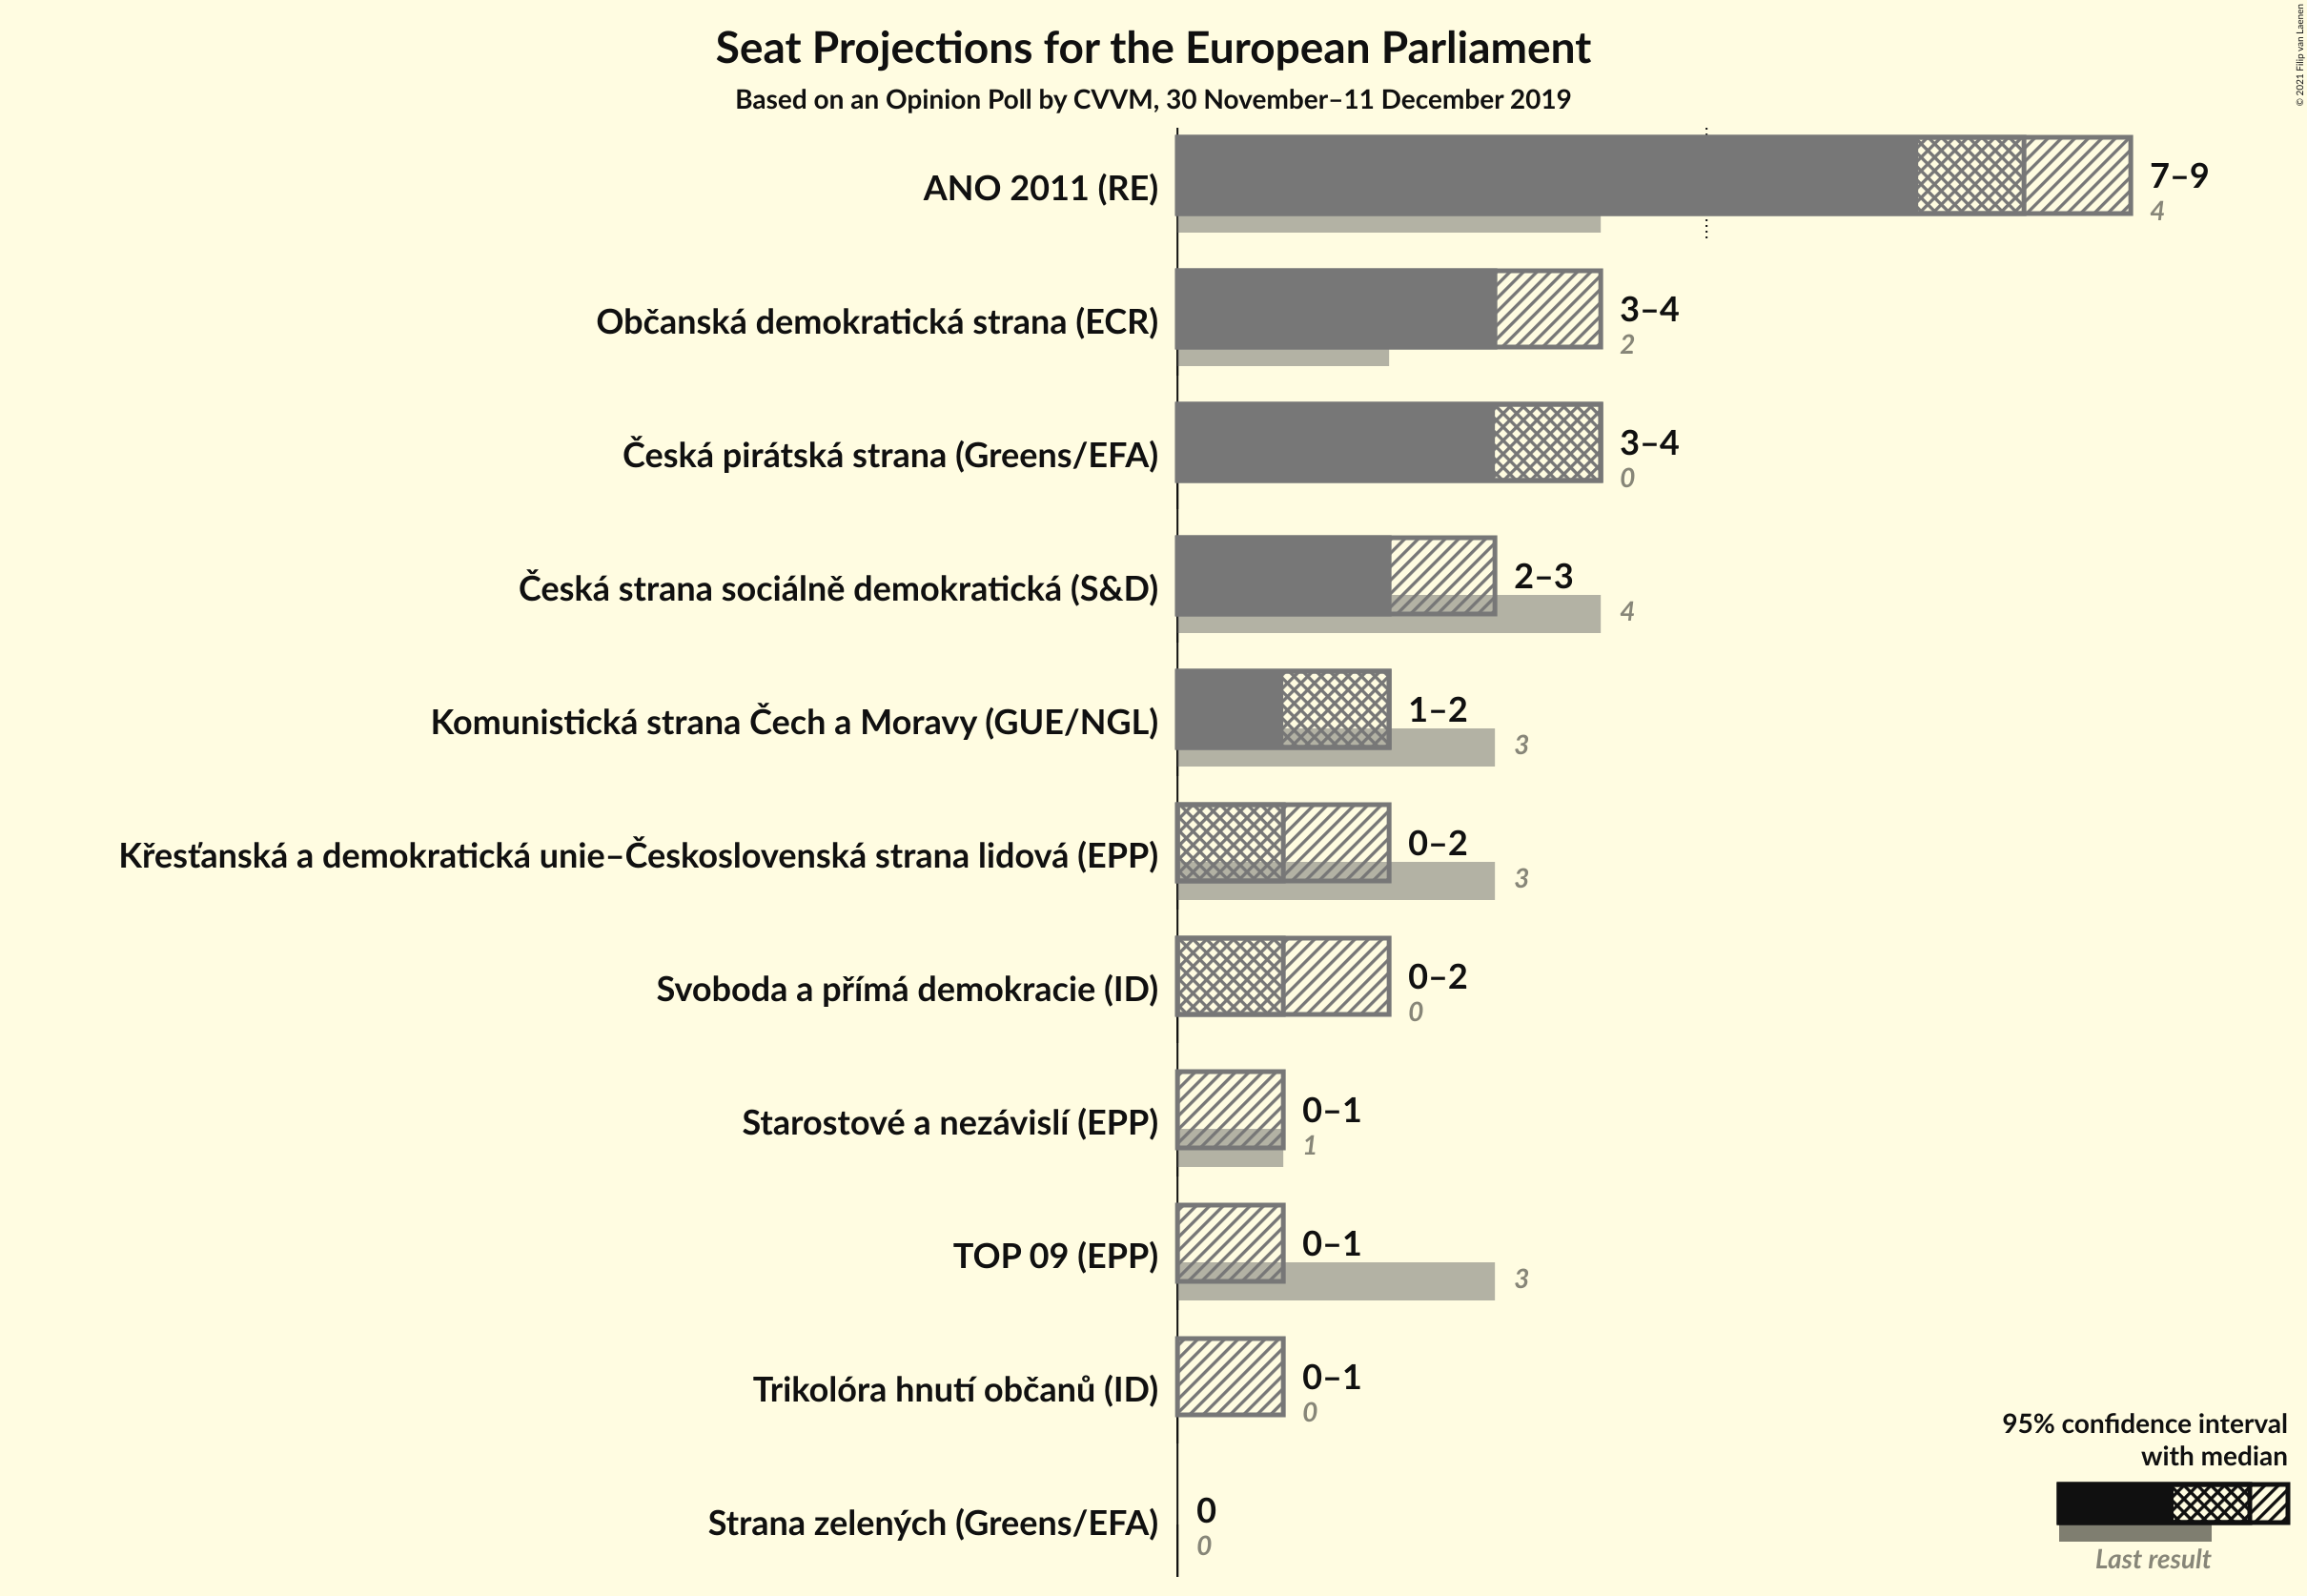 Seat Projections for the European Parliament
Based on an Opinion Poll by CVVM, 30 November–11 December 2019
© 2021 Filip van Laenen
ANO 2011 (RE)
7–9
4
Občanská demokratická strana (ECR)
3–4
2
Česká pirátská strana (Greens/EFA)
3–4
0
Česká strana sociálně demokratická (S&D)
2–3
4
Komunistická strana Čech a Moravy (GUE/NGL)
1–2
3
Křesťanská a demokratická unie–Československá strana lidová (EPP)
0–2
3
Svoboda a přímá demokracie (ID)
0–2
0
Starostové a nezávislí (EPP)
0–1
1
TOP 09 (EPP)
0–1
3
Trikolóra hnutí občanů (ID)
0–1
0
Strana zelených (Greens/EFA)
0
0
95% confidence interval
with median
Last result